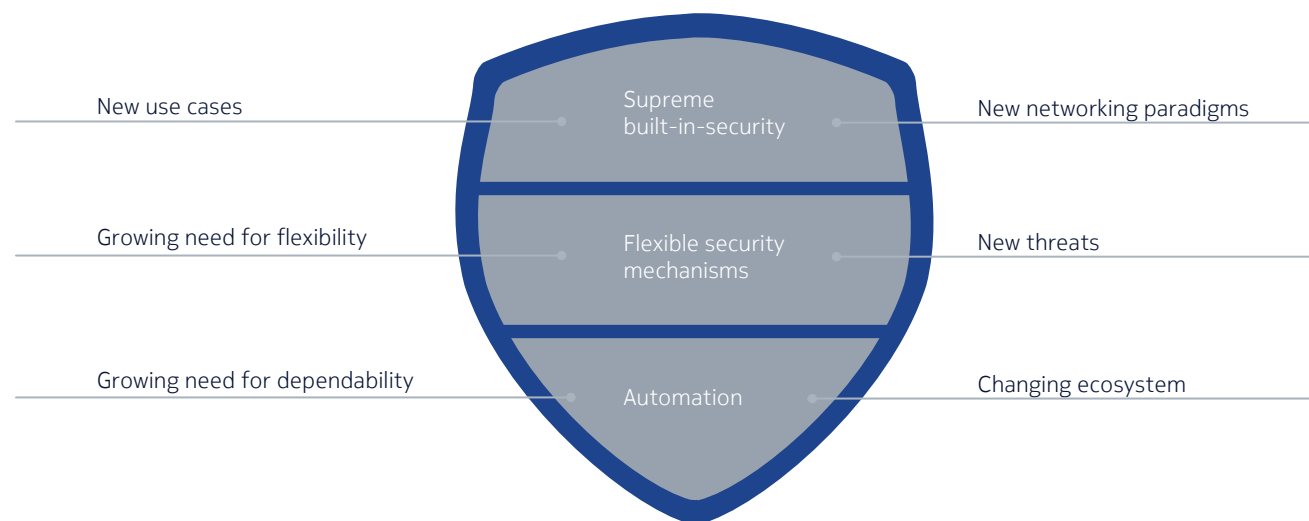 New use cases
Supreme
built-in-security
New networking paradigms
Growing need for flexibility
Flexible security
mechanisms
New threats
Growing need for dependability
Automation
Changing ecosystem